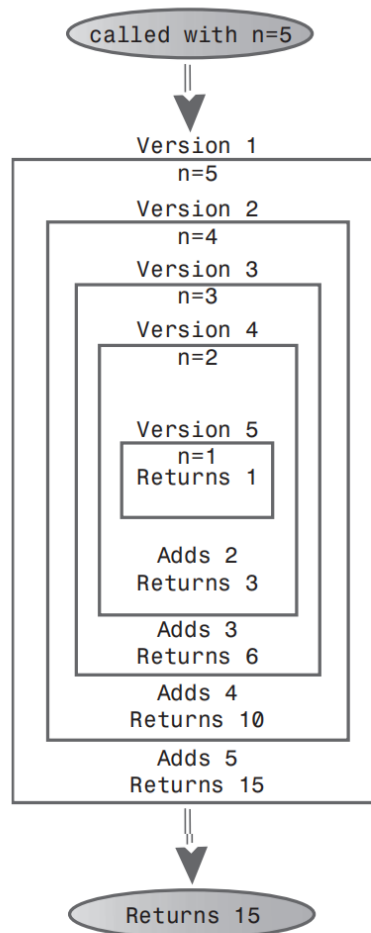 called with n=5
Version 1
n=5
Version 2
n=4
Version 3
n=3
Version 4
n=2
Version 5
n=1
Returns 1
Adds 2
Returns 3
Adds 3
Returns 6
Adds 4
Returns 10
Adds 5
Returns 15
Returns 15